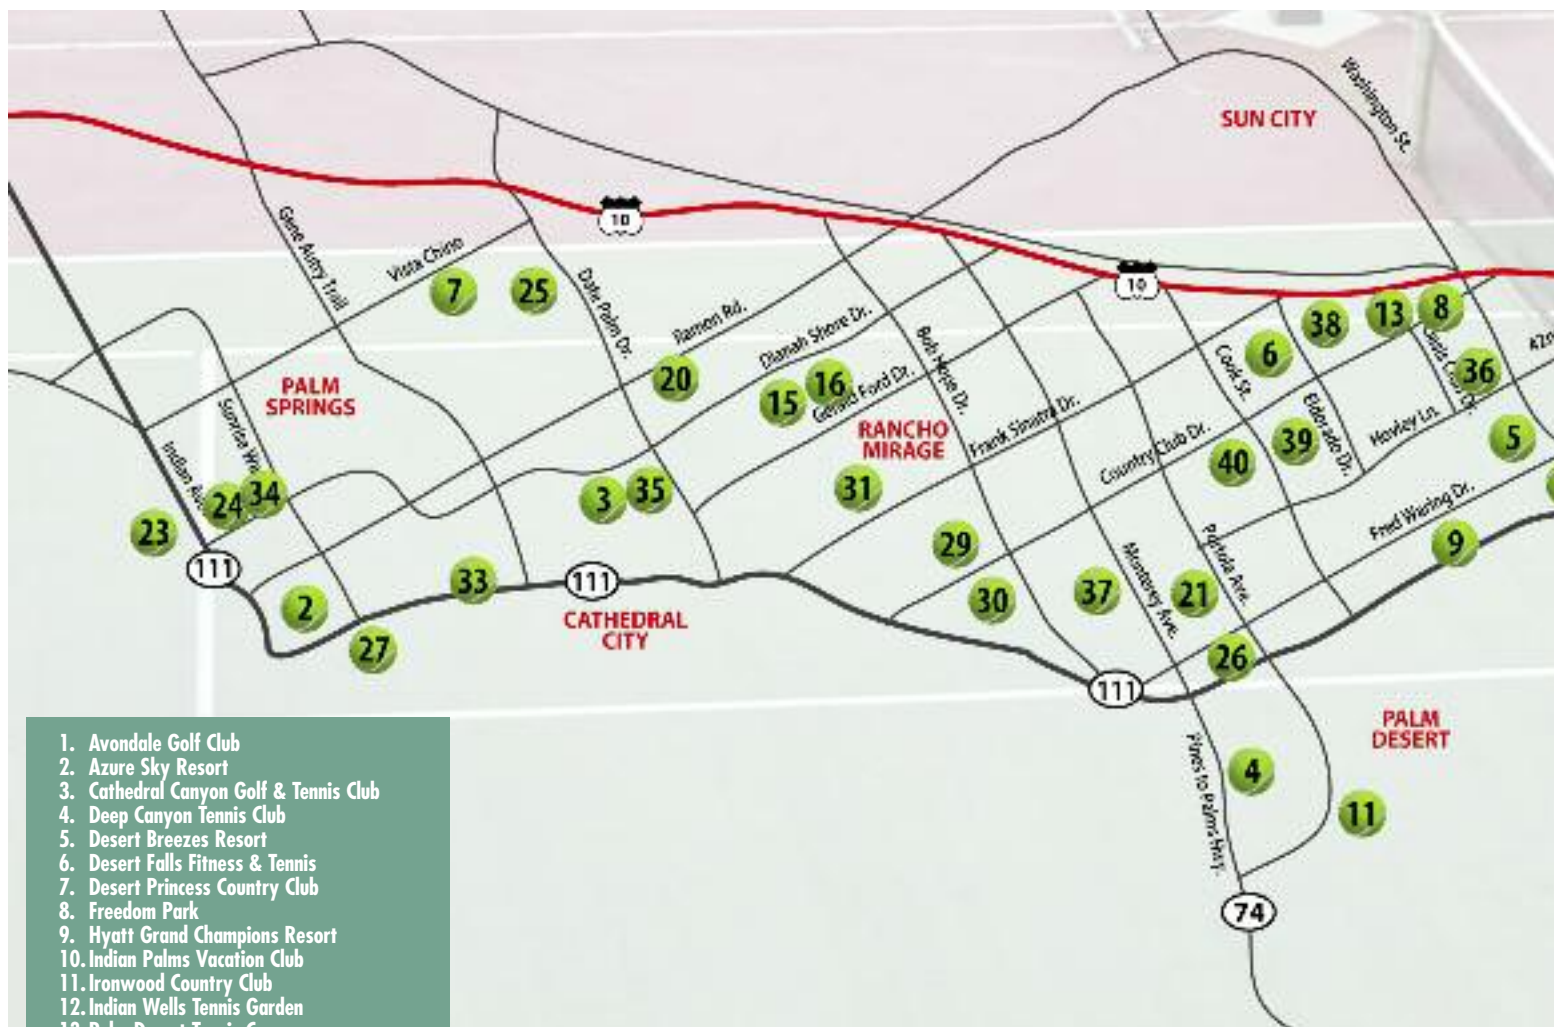 Washington St.
SUN CITY
10
Gene Autry Trail
Vista Chino
7
25
Date Palm Dr.
10
13
8
38
6
36
Ramon Rd.
Dianah Shore Dr.
Bob Hope Dr.
Cook St.
20
15
16
Gerald Ford Dr.
PALM
SPRINGS
Sunrise
Indian
RANCHO
MIRAGE
Frank Sinatra Dr.
Country Club Dr.
Eldorado Dr.
Hovley Ln.
5
39
40
24
34
23
3
35
31
Fred Waring Dr.
9
29
111
33
111
2
27
CATHEDRAL
CITY
30
37
21
Monterey Ave.
Portola Ave.
26
111
PALM
DESERT
Pines to Palms Hwy.
4
11
74
1. Avondale Golf Club
2. Azure Sky Resort
3. Cathedral Canyon Golf & Tennis Club
4. Deep Canyon Tennis Club
5. Desert Breezes Resort
6. Desert Falls Fitness & Tennis
7. Desert Princess Country Club
8. Freedom Park
9. Hyatt Grand Champions Resort
10. Indian Palms Vacation Club
11. Ironwood Country Club
12. Indian Wells Tennis Garden